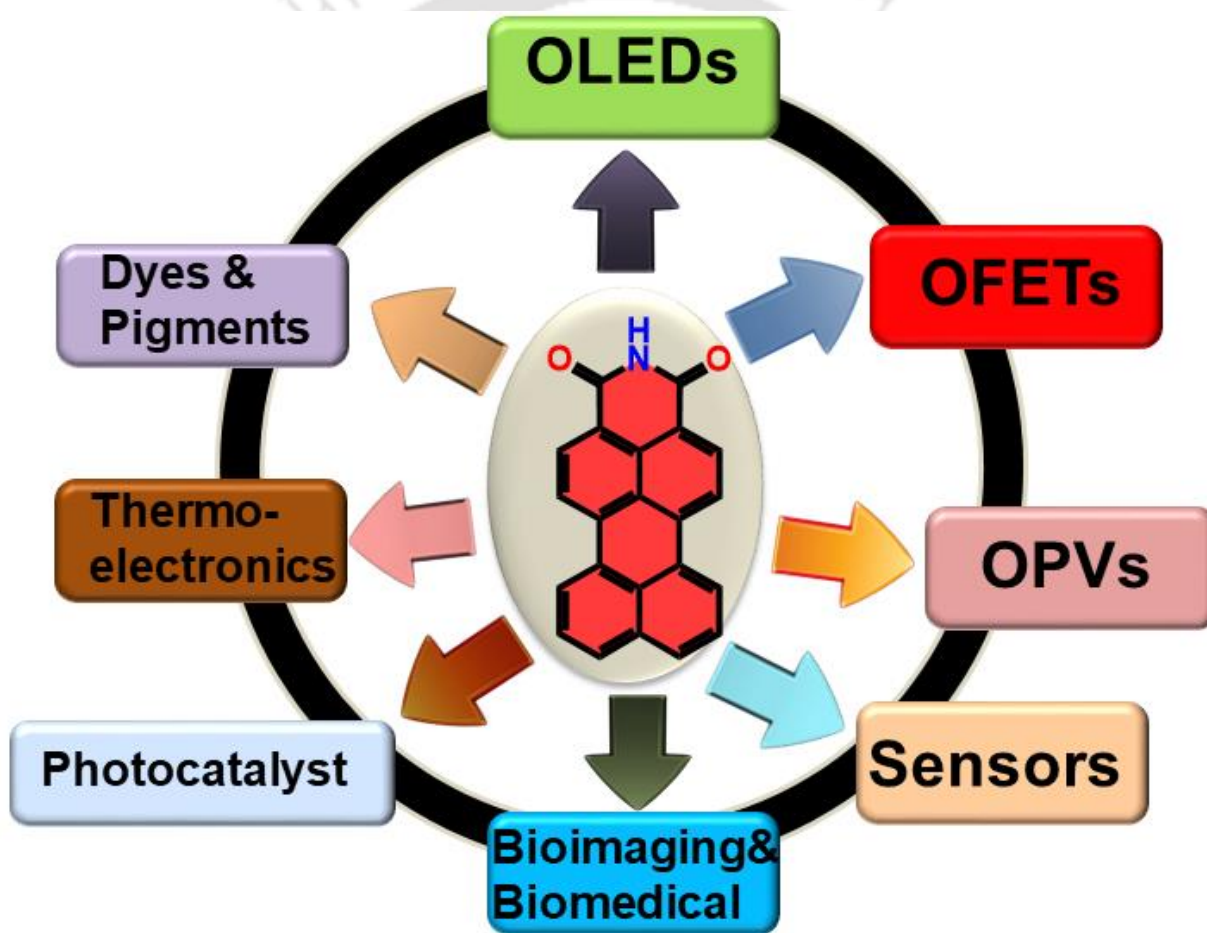 OLEDs
OFETs
OPVs
Sensors
Bioimaging&
Biomedical
Photocatalyst
Thermo-
electronics
Dyes &
Pigments
H
N
O
O